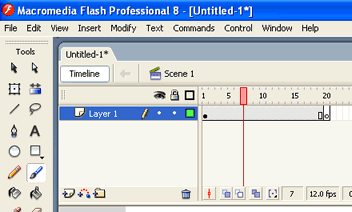 Macromedia Flash Professional 8 - [Untitled-1*]
File Edit View Insert Modify Text Commands Control Window Help
Tools
Untitled-1*
Timeline Scene 1
1 5 10 15 20
Layer 1
7 12.0 fps